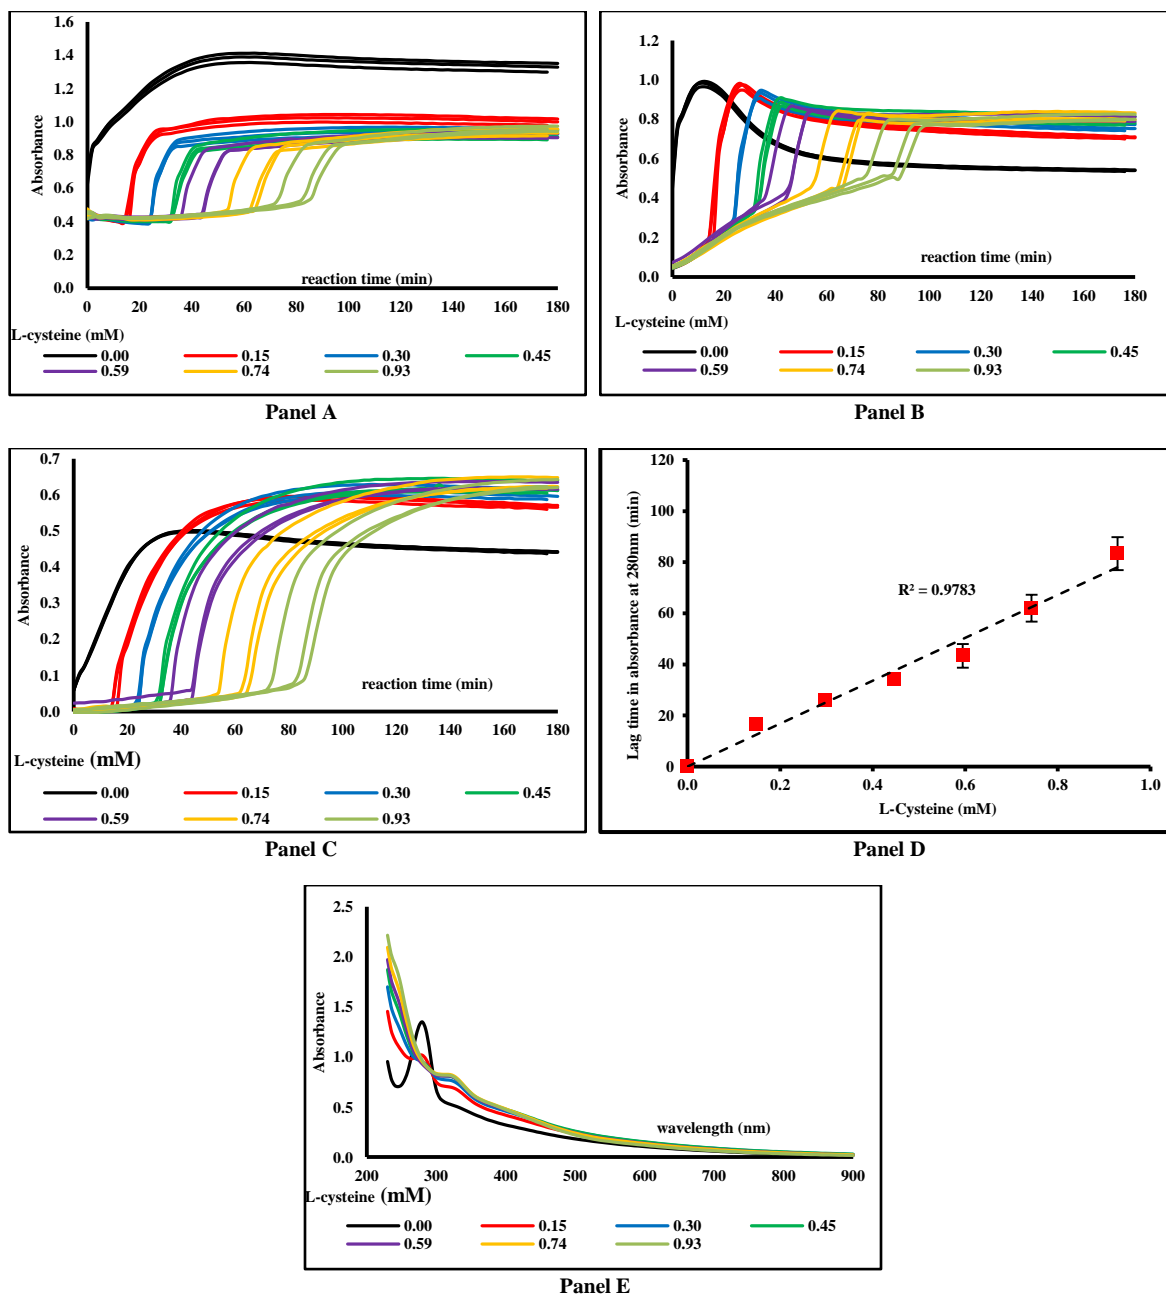 1.6
1.4
1.2
1.0
0.8
0.6
0.4
0.2
0.0
Absorbance
reaction time (min)
0 20 40 60 80 100 120 140 160 180
L-cysteine (mM)
0.00 0.15 0.30 0.45
0.59 0.74 0.93
Panel A
1.2
1.0
0.8
0.6
0.4
0.2
0.0
Absorbance
reaction time (min)
0 20 40 60 80 100 120 140 160 180
L-cysteine (mM)
0.00 0.15 0.30 0.45
0.59 0.74 0.93
Panel B
0.7
0.6
0.5
0.4
0.3
0.2
0.1
0.0
Absorbance
reaction time (min)
0 20 40 60 80 100 120 140 160 180
L-cysteine (mM)
0.00 0.15 0.30 0.45
0.59 0.74 0.93
Panel C
120
100
80
60
40
20
0
Lag time in absorbance at 280nm (min)
R² = 0.9783
0.0 0.2 0.4 0.6 0.8 1.0
L-Cysteine (mM)
Panel D
2.5
2.0
1.5
1.0
0.5
0.0
Absorbance
wavelength (nm)
200 300 400 500 600 700 800 900
L-cysteine (mM)
0.00 0.15 0.30 0.45
0.59 0.74 0.93
Panel E